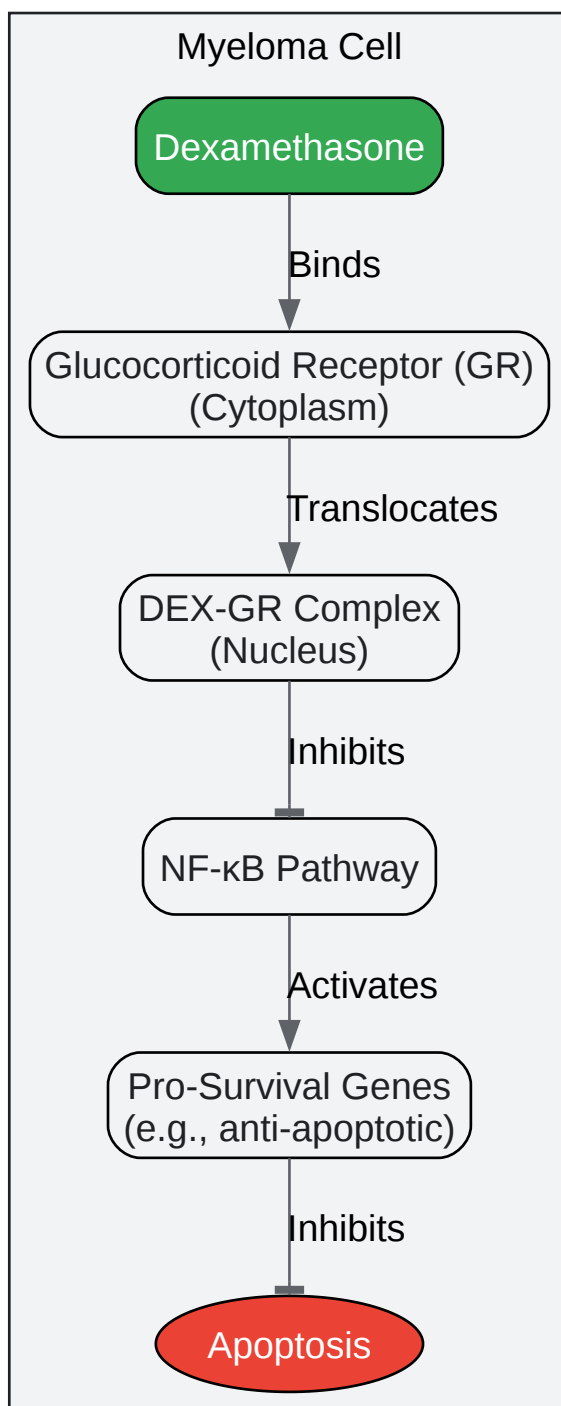 Myeloma Cell
Dexamethasone
Binds
Glucocorticoid Receptor (GR)
(Cytoplasm)
Translocates
DEX-GR Complex
(Nucleus)
Inhibits
NF-κB Pathway
Activates
Pro-Survival Genes
(e.g., anti-apoptotic)
Inhibits
Apoptosis